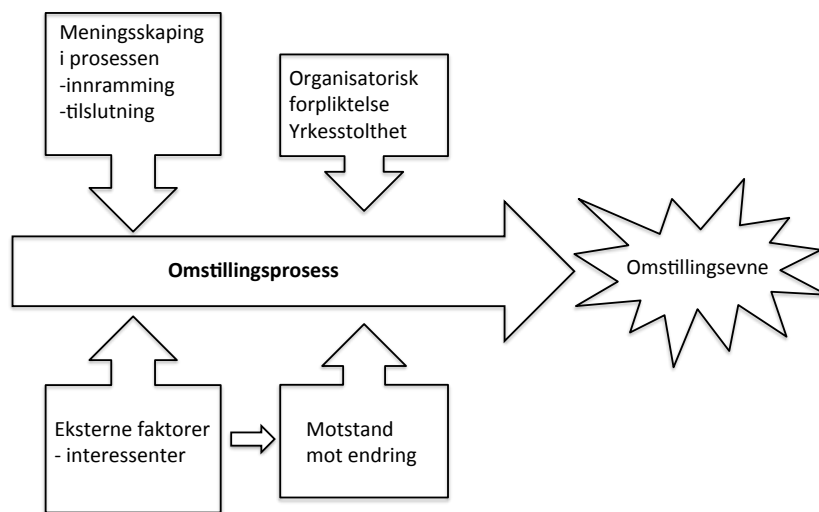 Meningsskaping
i prosessen
-innramming
-tilslutning
Organisatorisk
forpliktelse
Yrkesstolthet
Omstillingsprosess
Omstillingsevne
Eksterne faktorer
- interessenter
Motstand
mot endring